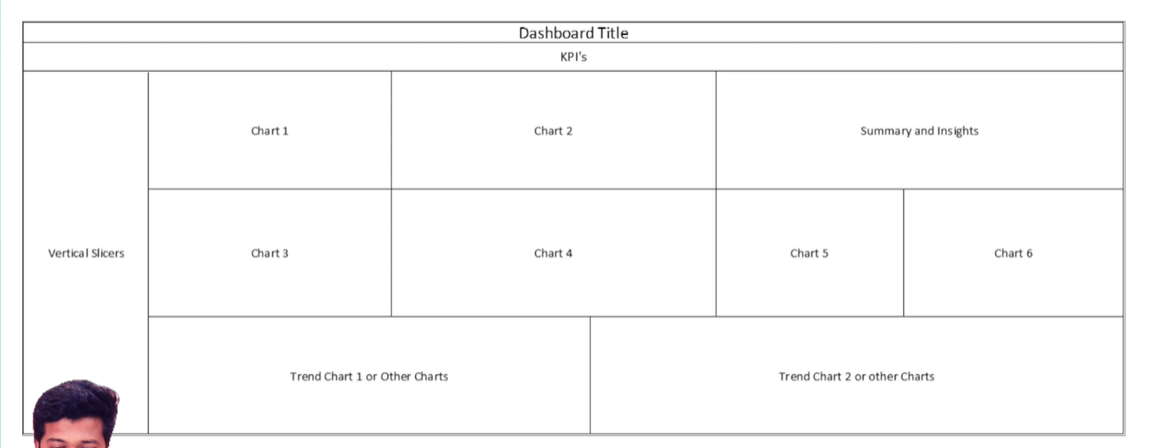 Dashboard Title
KPI's
Chart 1
Chart 2
Summary and Insights
Vertical Slicers
Chart 3
Chart 4
Chart 5
Chart 6
Trend Chart 1 or Other Charts
Trend Chart 2 or other Charts